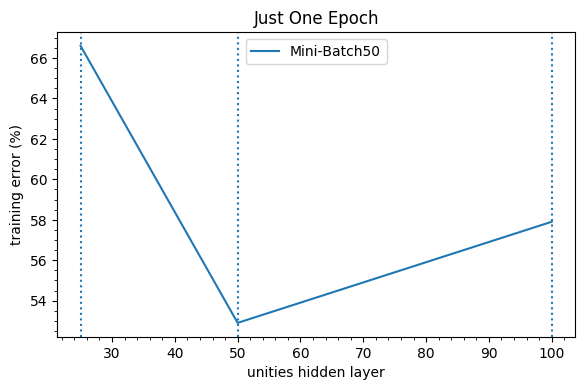 Just One Epoch
Mini-Batch50
training error (%)
66
64
62
60
58
56
54
30 40 50 60 70 80 90 100
unities hidden layer